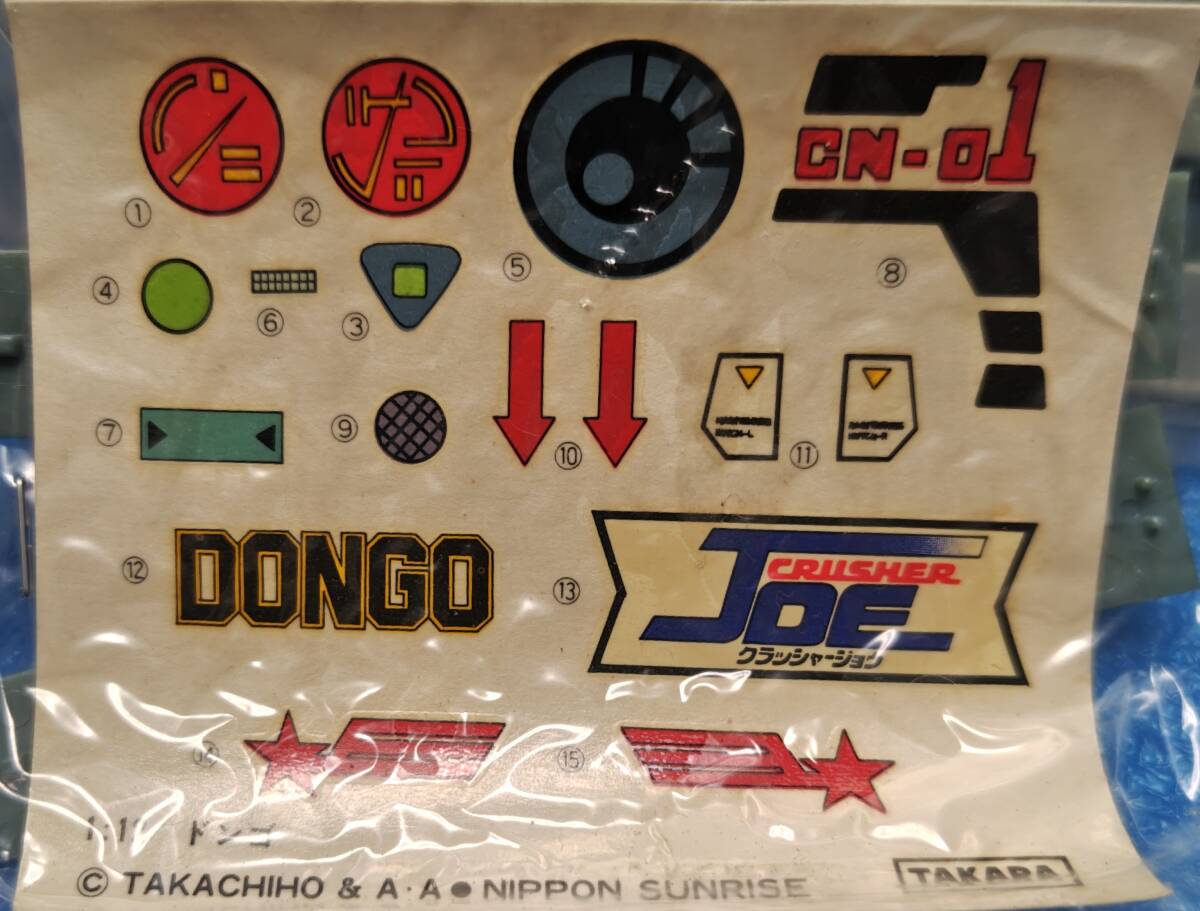 ① ②
CN-01
④ ⑥ ③ ⑤ ⑧
⑦ ⑨ ⑩ ⑪
⑫ DONGO
⑬ CRUSHER
JOE
クラッシャージョウ
⑭ ⑮
ドンゴ
© TAKACHIHO & A·A● NIPPON SUNRISE
TAKARA